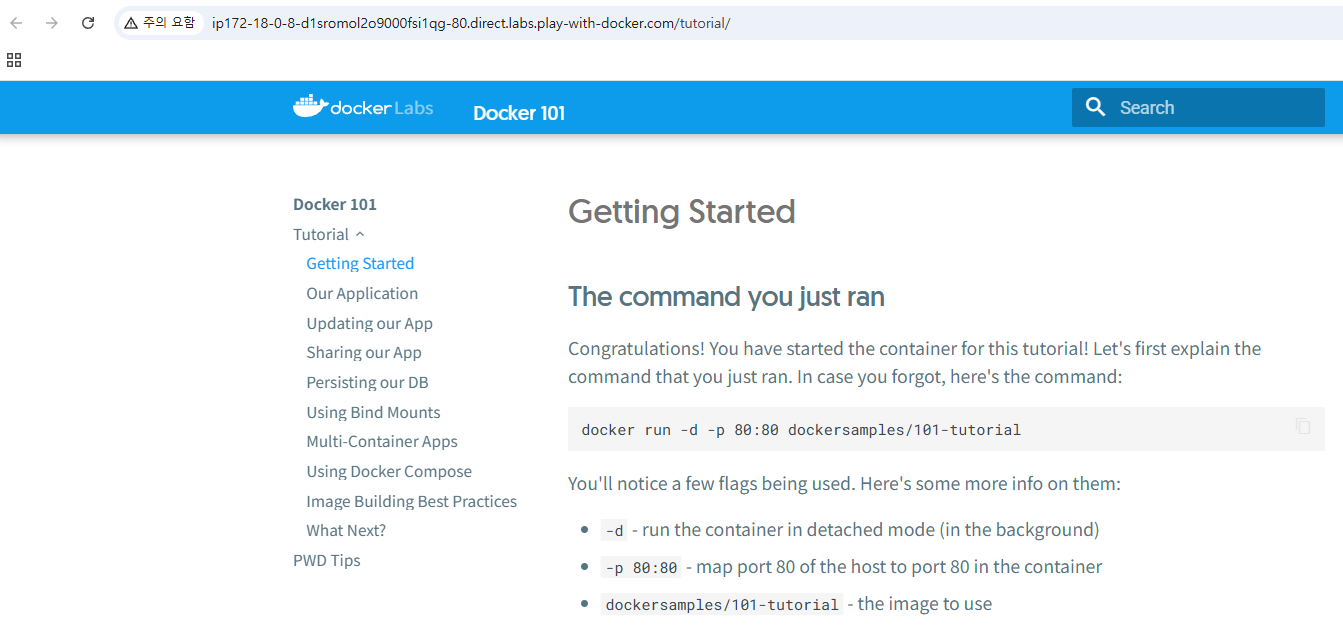 주의 요함 ip172-18-0-8-d1sromol2o9000fsi1qg-80.direct.labs.play-with-docker.com/tutorial/
docker Labs
Docker 101
Search
Docker 101
Tutorial
Getting Started
Our Application
Updating our App
Sharing our App
Persisting our DB
Using Bind Mounts
Multi-Container Apps
Using Docker Compose
Image Building Best Practices
What Next?
PWD Tips
Getting Started
The command you just ran
Congratulations! You have started the container for this tutorial! Let's first explain the
command that you just ran. In case you forgot, here's the command:
docker run -d -p 80:80 dockersamples/101-tutorial
You'll notice a few flags being used. Here's some more info on them:
-d - run the container in detached mode (in the background)
-p 80:80 - map port 80 of the host to port 80 in the container
dockersamples/101-tutorial - the image to use